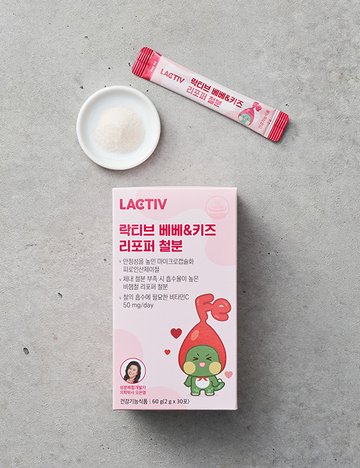 LACTIV
락티브 베베&키즈
리포퍼 철분
LACTIV
락티브 베베&키즈
리포퍼 철분
안정성을 높인 마이크로캡슐화
피로인산제이철
체내 철분 부족 시 흡수율이 높은
비헴철 리포퍼 철분
철의 흡수에 필요한 비타민C
50 mg/day
Fe
건강기능식품 | 60 g(2 g x 30포)